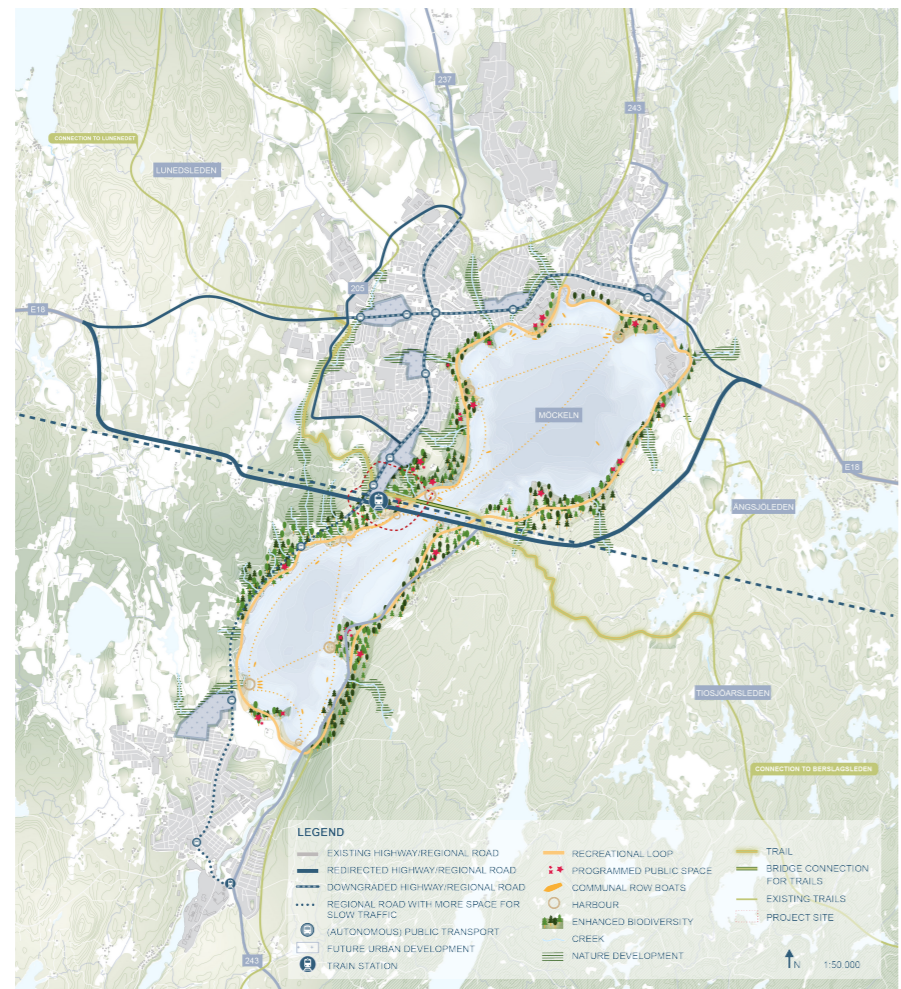 237
243
CONNECTION TO LUNENESET
LUNEDSLEDEN
205
E18
MÖCKELN
E18
ÄNGSJÖLEDEN
TIOSJÖARSLEDEN
CONNECTION TO BERSLAGSLEDEN
243
LEGEND
EXISTING HIGHWAY/REGIONAL ROAD
REDIRECTED HIGHWAY/REGIONAL ROAD
DOWNGRADED HIGHWAY/REGIONAL ROAD
REGIONAL ROAD WITH MORE SPACE FOR
SLOW TRAFFIC
(AUTONOMOUS) PUBLIC TRANSPORT
FUTURE URBAN DEVELOPMENT
TRAIN STATION
RECREATIONAL LOOP
PROGRAMMED PUBLIC SPACE
COMMUNAL ROW BOATS
HARBOUR
ENHANCED BIODIVERSITY
CREEK
NATURE DEVELOPMENT
TRAIL
BRIDGE CONNECTION
FOR TRAILS
EXISTING TRAILS
PROJECT SITE
N
1:50 000